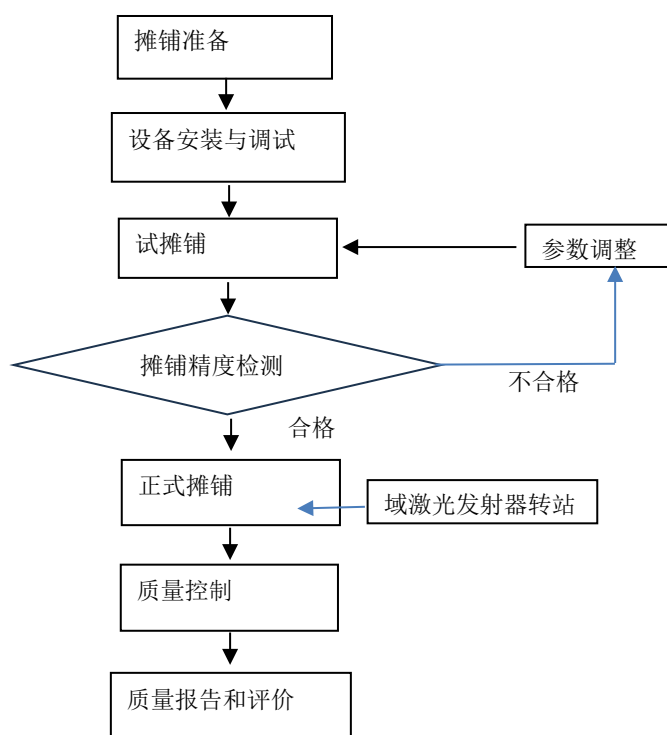 摊铺准备
设备安装与调试
试摊铺
参数调整
摊铺精度检测
不合格
合格
正式摊铺
域激光发射器转站
质量控制
质量报告和评价